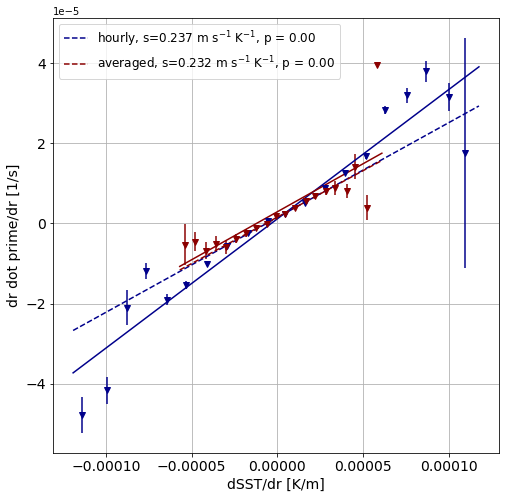 1e−5
hourly, s=0.237 m s⁻¹ K⁻¹, p = 0.00
averaged, s=0.232 m s⁻¹ K⁻¹, p = 0.00
4
2
0
−2
−4
dr dot prime/dr [1/s]
−0.00010 −0.00005 0.00000 0.00005 0.00010
dSST/dr [K/m]